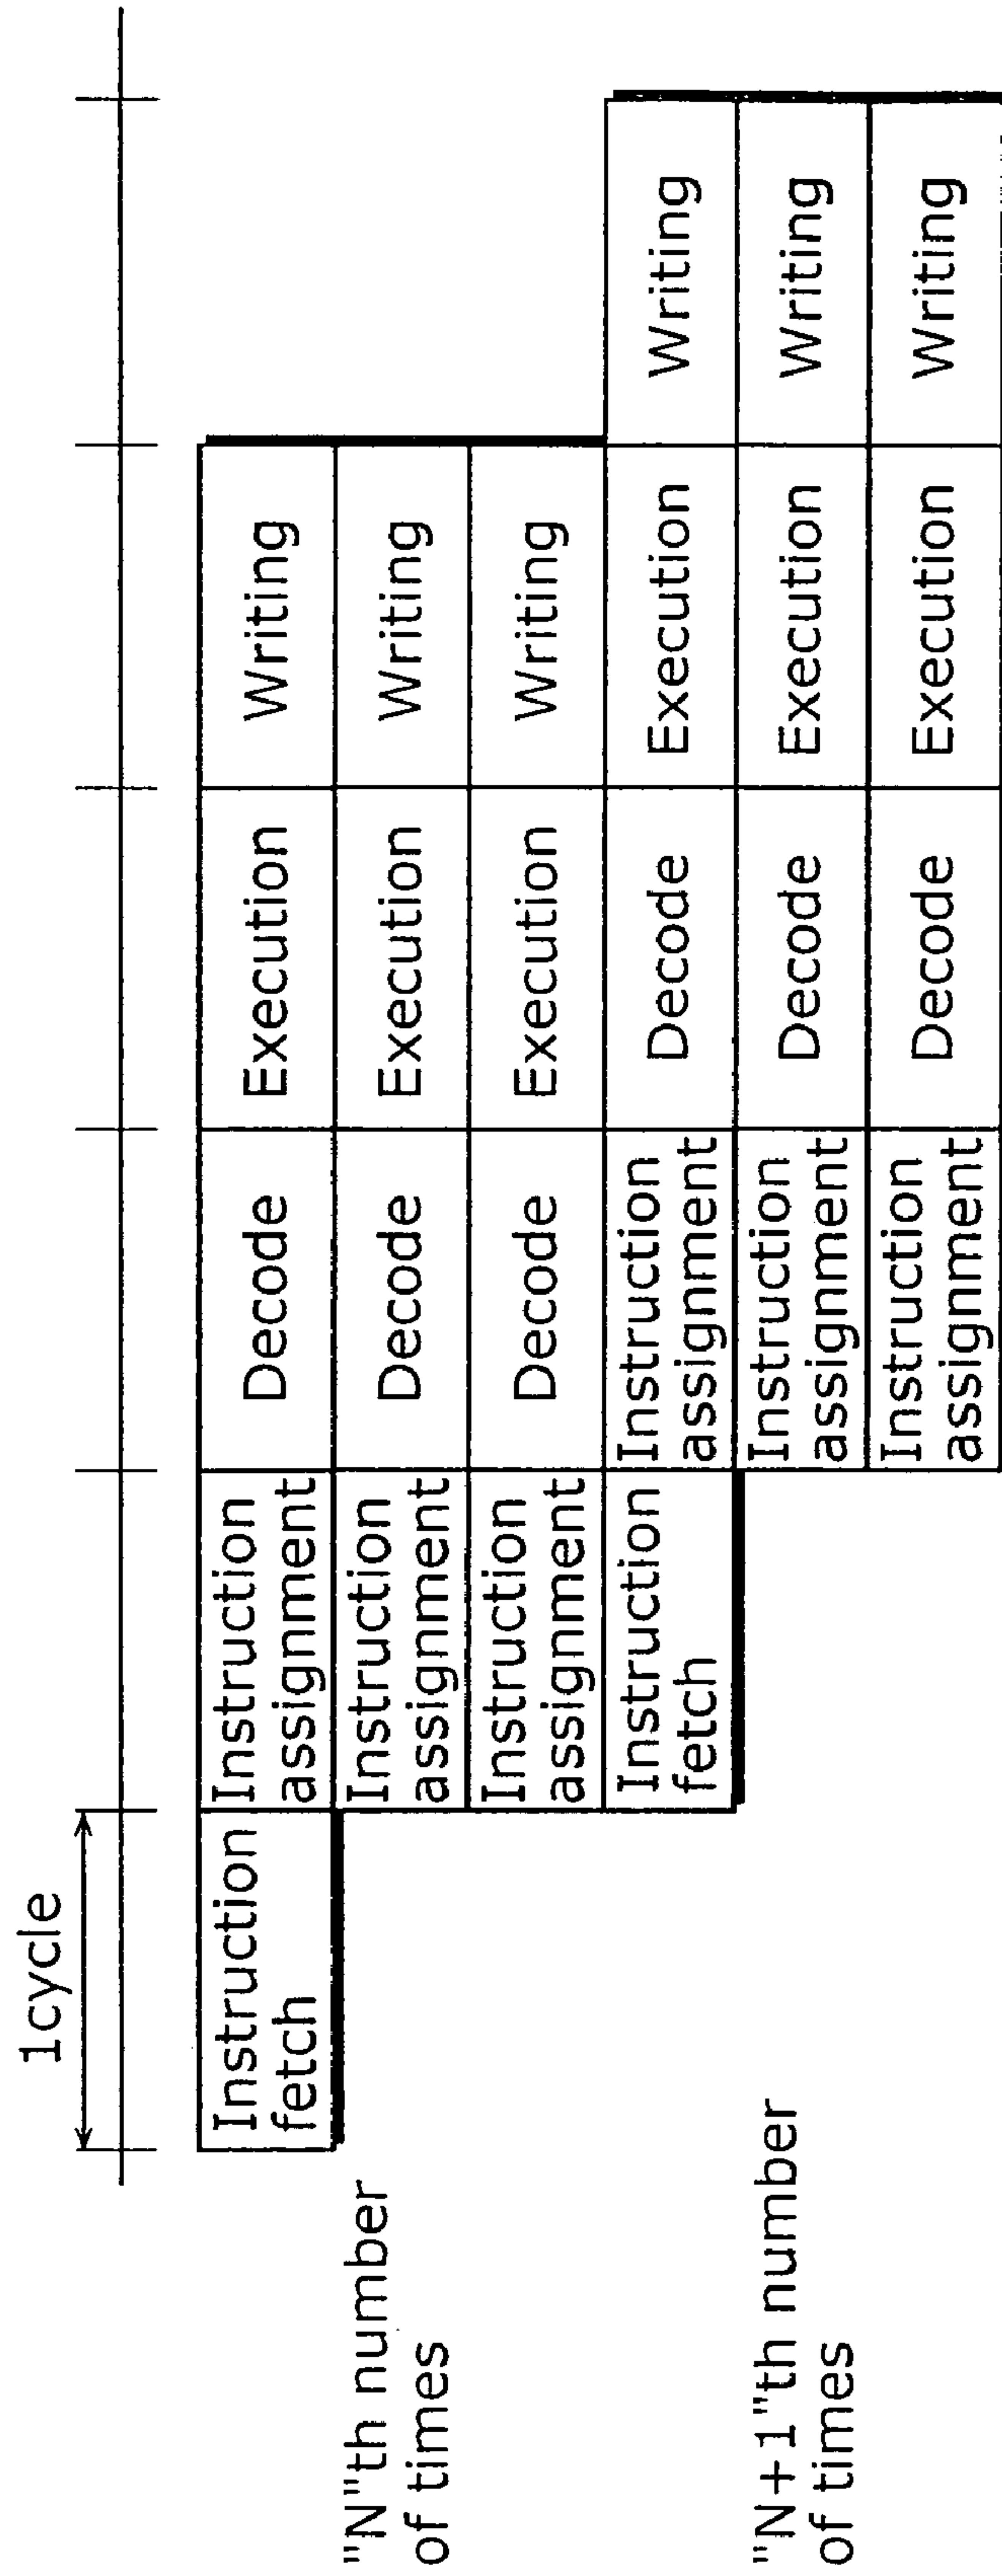 1cycle
Instruction
fetch
Instruction
assignment
Decode
Execution
Writing
"N"th number
of times
Instruction
assignment
Decode
Execution
Writing
Instruction
assignment
Decode
Execution
Writing
Instruction
fetch
Instruction
assignment
Decode
Execution
Writing
"N+1"th number
of times
Instruction
assignment
Decode
Execution
Writing
Instruction
assignment
Decode
Execution
Writing